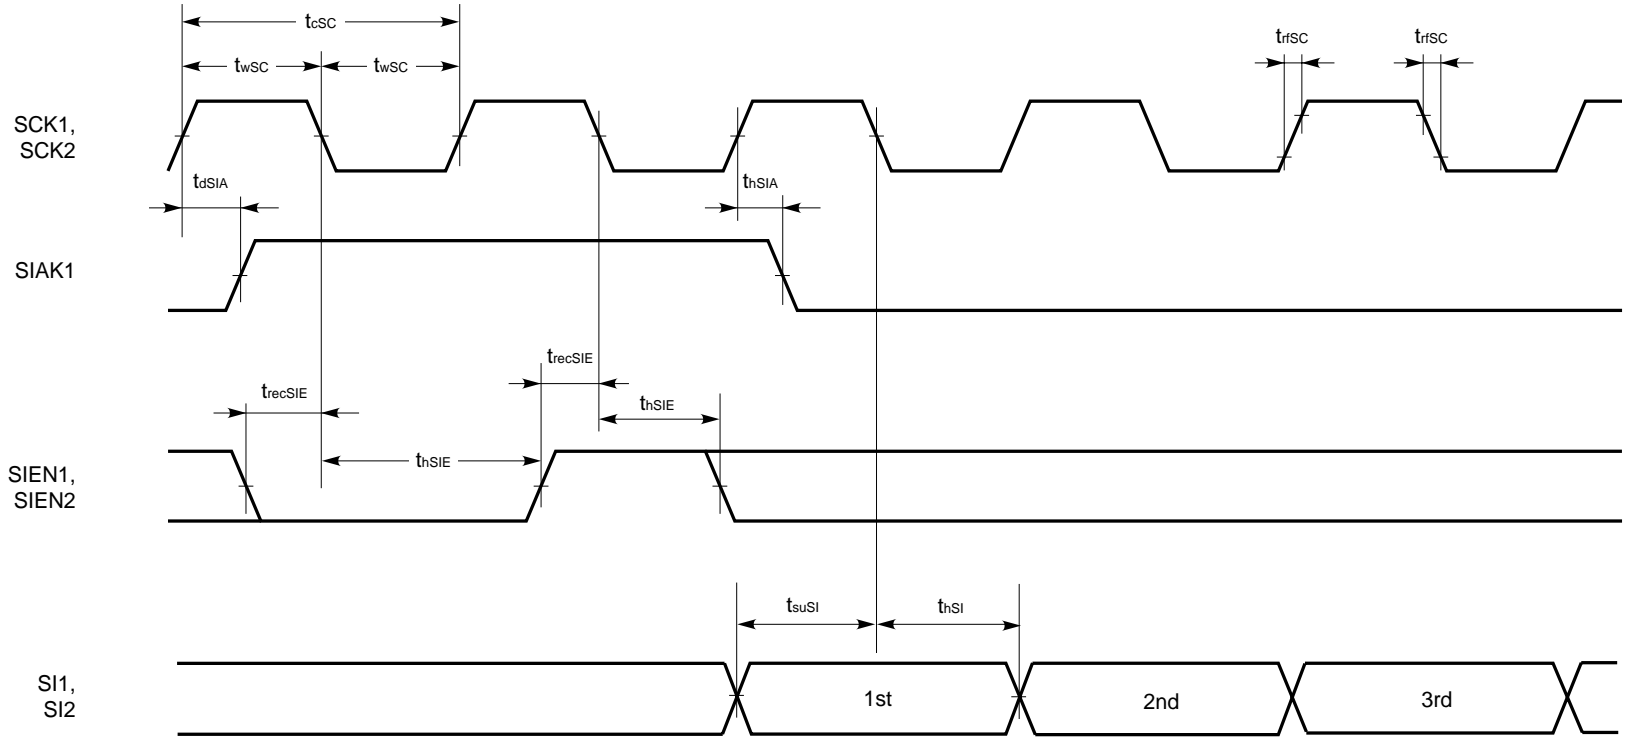 tcSC
twSC
twSC
trfSC
trfSC
SCK1,
SCK2
tdSIA
thSIA
SIAK1
trecSIE
trecSIE
thSIE
thSIE
SIEN1,
SIEN2
tsuSI
thSI
SI1,
SI2
1st
2nd
3rd